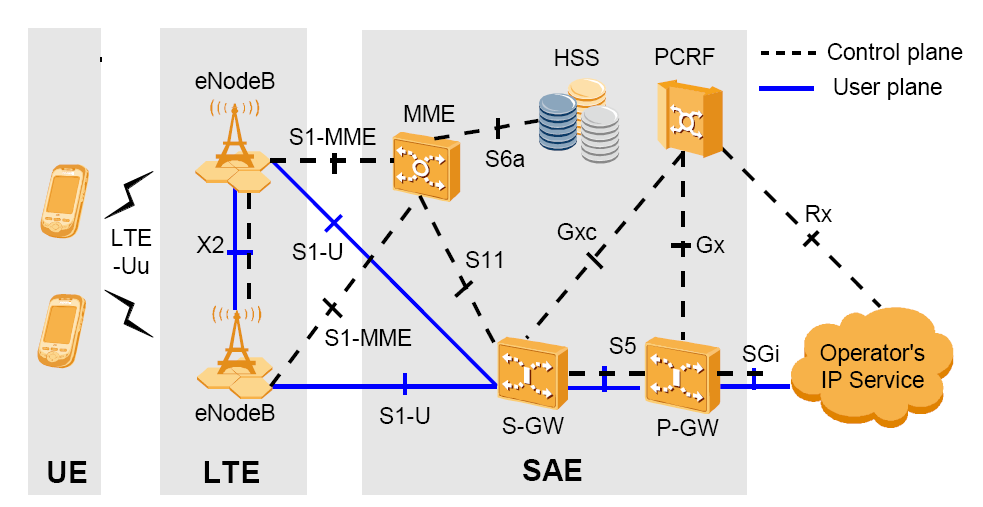 HSS
PCRF
Control plane
User plane
eNodeB
MME
S1-MME
S6a
LTE
-Uu
X2
S1-U
S11
Gxc
Gx
Rx
S1-MME
S5
SGi
Operator's
IP Service
eNodeB
S1-U
S-GW
P-GW
UE
LTE
SAE